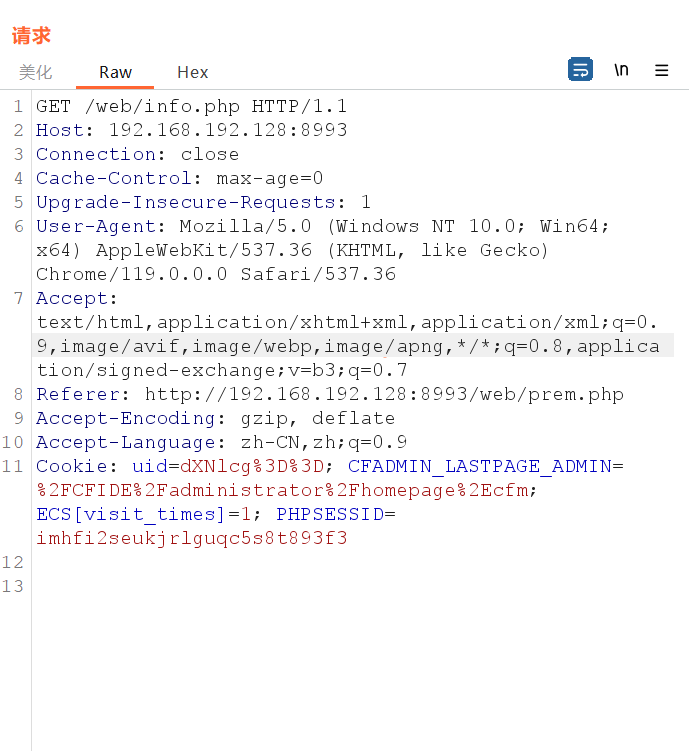 请求
美化 Raw Hex \n
1 GET /web/info.php HTTP/1.1
2 Host: 192.168.192.128:8993
3 Connection: close
4 Cache-Control: max-age=0
5 Upgrade-Insecure-Requests: 1
6 User-Agent: Mozilla/5.0 (Windows NT 10.0; Win64;
x64) AppleWebKit/537.36 (KHTML, like Gecko)
Chrome/119.0.0.0 Safari/537.36
7 Accept:
text/html,application/xhtml+xml,application/xml;q=0.
9,image/avif,image/webp,image/apng,*/*;q=0.8,applica
tion/signed-exchange;v=b3;q=0.7
8 Referer: http://192.168.192.128:8993/web/prem.php
9 Accept-Encoding: gzip, deflate
10 Accept-Language: zh-CN,zh;q=0.9
11 Cookie: uid=dXNlcg%3D%3D; CFADMIN_LASTPAGE_ADMIN=
%2FCFIDE%2Fadministrator%2Fhomepage%2Ecfm;
ECS[visit_times]=1; PHPSESSID=
imhfi2seukjrlguqc5s8t893f3
12
13